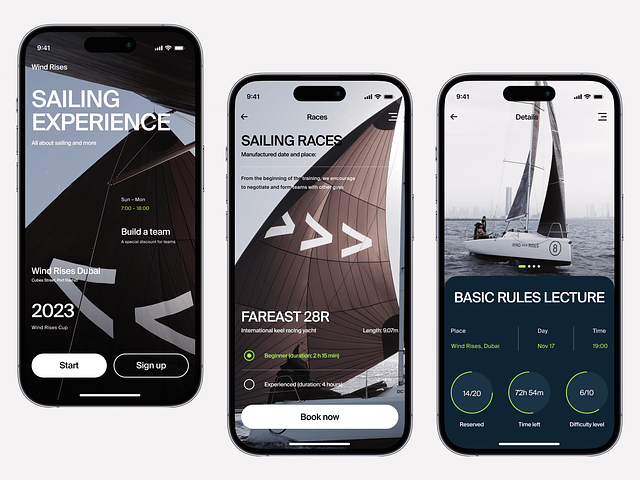 9:41
Wind Rises
SAILING
EXPERIENCE
All about sailing and more
Sun – Mon
7:00 – 18:00
Build a team
A special discount for teams
Wind Rises Dubai
Cubes Street, Port Rashid
2023
Wind Rises Cup
Start
Sign up
9:41
Races
SAILING RACES
Manufactured date and place:
From the beginning of the training, we encourage
to negotiate and form teams with other guys
FAREAST 28R
International keel racing yacht
Length: 9.07m
Beginner (duration: 2 h 15 min)
Experienced (duration: 4 hours)
DC
Book now
9:41
Details
WIND RISES
8
BASIC RULES LECTURE
Place
Day
Time
Wind Rises, Dubai
Nov 17
19:00
14/20
72h 54m
6/10
Reserved
Time left
Difficulty level